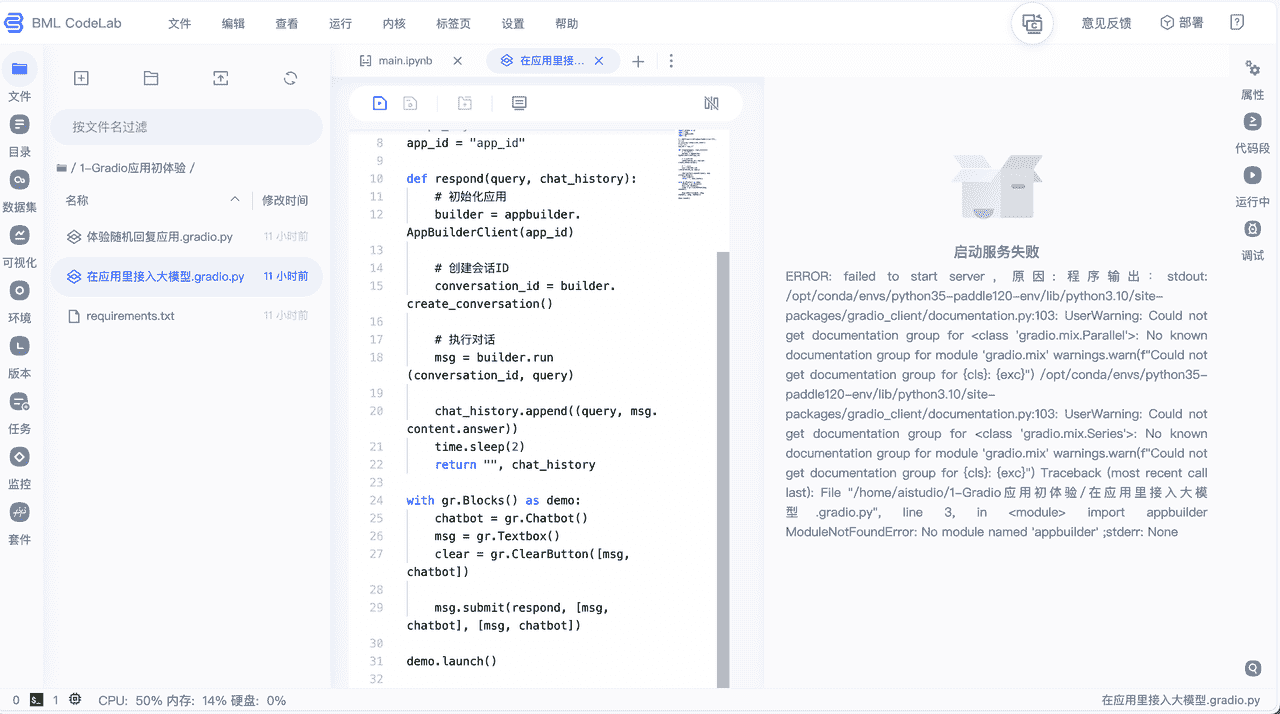 BML CodeLab
文件 编辑 查看 运行 内核 标签页 设置 帮助
意见反馈 部署
文件
目录
数据集
可视化
环境
版本
任务
监控
套件
按文件名过滤
/ 1-Gradio应用初体验 /
名称 修改时间
体验随机回复应用.gradio.py 11 小时前
在应用里接入大模型.gradio.py 11 小时前
requirements.txt 11 小时前
main.ipynb 在应用里接...
8 app_id = "app_id"
9
10 def respond(query, chat_history):
11 # 初始化应用
12 builder = appbuilder.
AppBuilderClient(app_id)
13
14 # 创建会话ID
15 conversation_id = builder.
create_conversation()
16
17 # 执行对话
18 msg = builder.run
(conversation_id, query)
19
20 chat_history.append((query, msg.
content.answer))
21 time.sleep(2)
22 return "", chat_history
23
24 with gr.Blocks() as demo:
25 chatbot = gr.Chatbot()
26 msg = gr.Textbox()
27 clear = gr.ClearButton([msg,
chatbot])
28
29 msg.submit(respond, [msg,
chatbot], [msg, chatbot])
30
31 demo.launch()
32
启动服务失败
ERROR: failed to start server, 原因: 程序输出: stdout:
/opt/conda/envs/python35-paddle120-env/lib/python3.10/site-
packages/gradio_client/documentation.py:103: UserWarning: Could not
get documentation group for <class 'gradio.mix.Parallel'>: No known
documentation group for module 'gradio.mix' warnings.warn(f"Could not
get documentation group for {cls}: {exc}") /opt/conda/envs/python35-
paddle120-env/lib/python3.10/site-
packages/gradio_client/documentation.py:103: UserWarning: Could not
get documentation group for <class 'gradio.mix.Series'>: No known
documentation group for module 'gradio.mix' warnings.warn(f"Could not
get documentation group for {cls}: {exc}") Traceback (most recent call
last): File "/home/aistudio/1-Gradio应用初体验/在应用里接入大模
型.gradio.py", line 3, in <module> import appbuilder
ModuleNotFoundError: No module named 'appbuilder' ;stderr: None
属性
代码段
运行中
调试
0 1 CPU: 50% 内存: 14% 硬盘: 0%
在应用里接入大模型.gradio.py